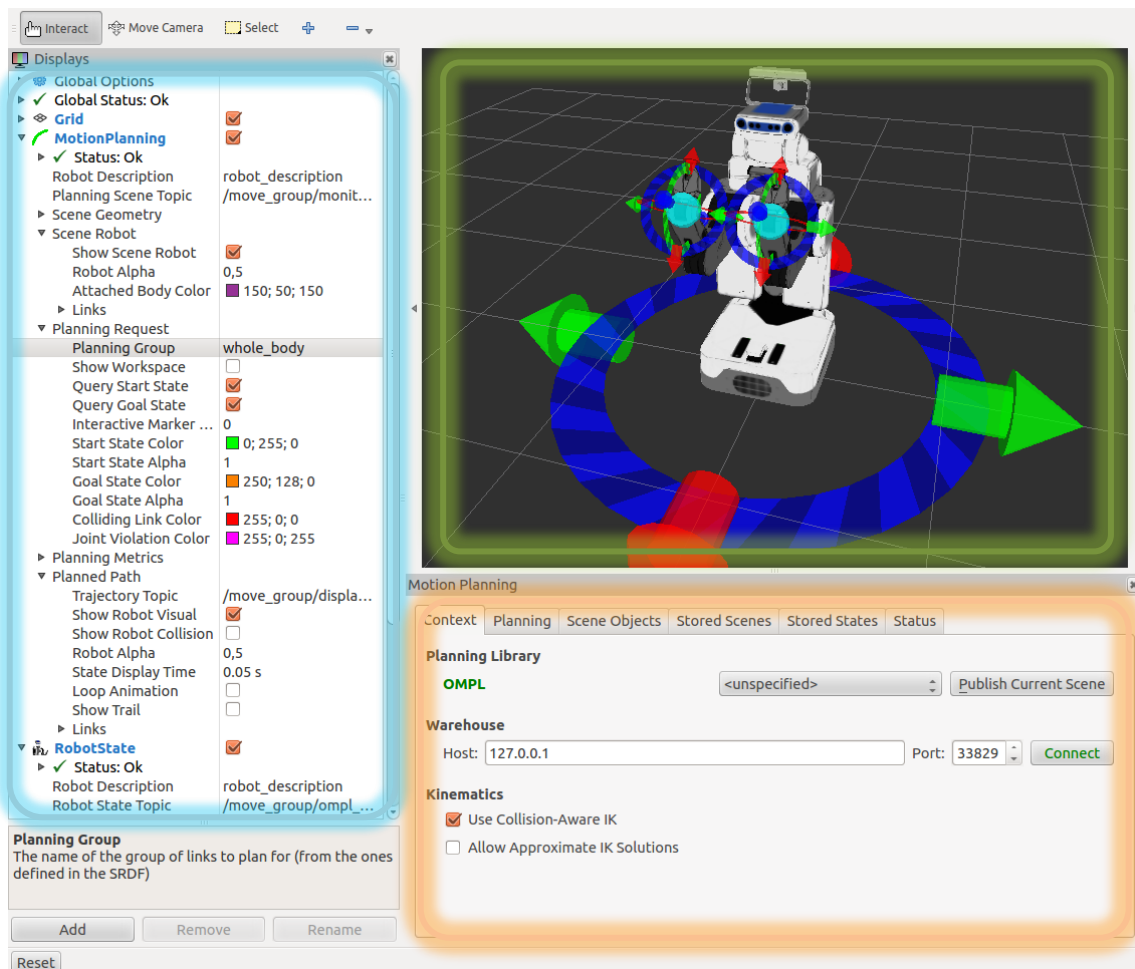 Interact Move Camera Select
Displays
Global Options
Global Status: Ok
Grid
MotionPlanning
Status: Ok
Robot Description robot_description
Planning Scene Topic /move_group/monit...
Scene Geometry
Scene Robot
Show Scene Robot
Robot Alpha 0,5
Attached Body Color 150; 50; 150
Links
Planning Request
Planning Group whole_body
Show Workspace
Query Start State
Query Goal State
Interactive Marker ... 0
Start State Color 0; 255; 0
Start State Alpha 1
Goal State Color 250; 128; 0
Goal State Alpha 1
Colliding Link Color 255; 0; 0
Joint Violation Color 255; 0; 255
Planning Metrics
Planned Path
Trajectory Topic /move_group/displa...
Show Robot Visual
Show Robot Collision
Robot Alpha 0,5
State Display Time 0.05 s
Loop Animation
Show Trail
Links
RobotState
Status: Ok
Robot Description robot_description
Robot State Topic /move_group/ompl_...
Planning Group
The name of the group of links to plan for (from the ones
defined in the SRDF)
Add Remove Rename
Reset
Motion Planning
Context Planning Scene Objects Stored Scenes Stored States Status
Planning Library
OMPL <unspecified> Publish Current Scene
Warehouse
Host: 127.0.0.1 Port: 33829 Connect
Kinematics
Use Collision-Aware IK
Allow Approximate IK Solutions